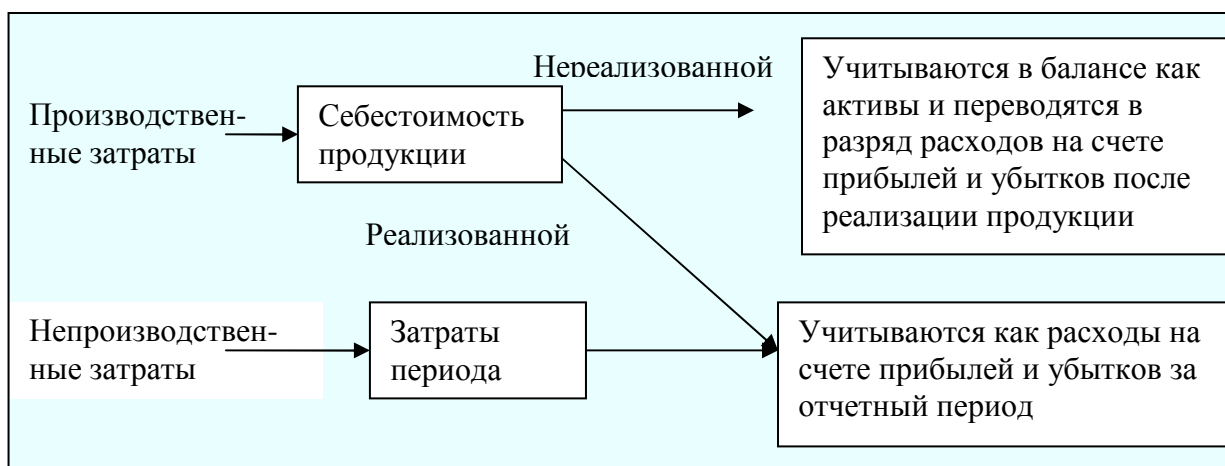 Нереализованной
Учитываются в балансе как
активы и переводятся в
разряд расходов на счете
прибылей и убытков после
реализации продукции
Производствен-
ные затраты
Себестоимость
продукции
Реализованной
Непроизводствен-
ные затраты
Затраты
периода
Учитываются как расходы на
счете прибылей и убытков за
отчетный период